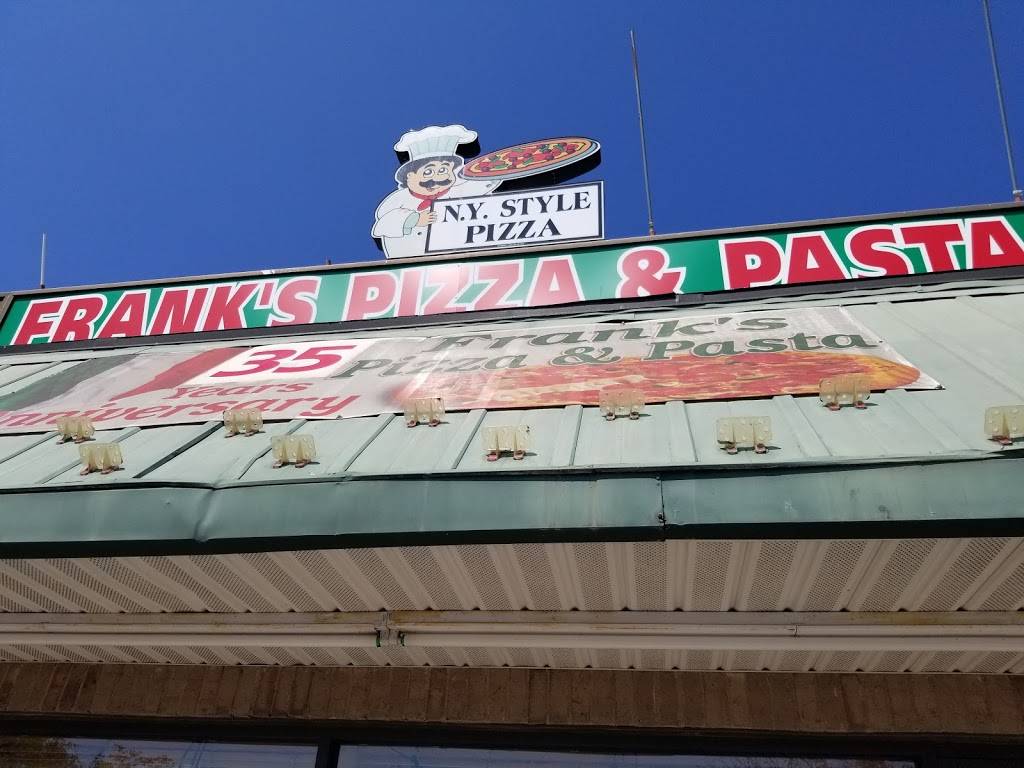 N.Y. STYLE
PIZZA
FRANK'S PIZZA & PASTA
35
Years
Anniversary
Frank's
Pizza & Pasta